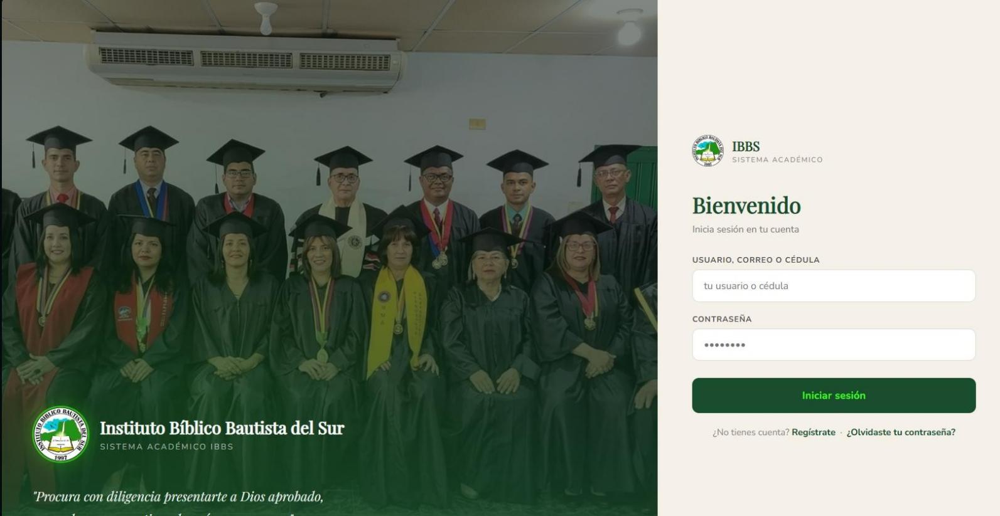 INSTITUTO BÍBLICO BAUTISTA DEL SUR
1997
Instituto Bíblico Bautista del Sur
SISTEMA ACADÉMICO IBBS
"Procura con diligencia presentarte a Dios aprobado,
IBBS
SISTEMA ACADÉMICO
Bienvenido
Inicia sesión en tu cuenta
USUARIO, CORREO O CÉDULA
tu usuario o cédula
CONTRASEÑA
Iniciar sesión
¿No tienes cuenta? Regístrate · ¿Olvidaste tu contraseña?